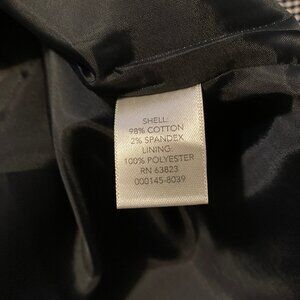 SHELL:
98% COTTON
2% SPANDEX
LINING:
100% POLYESTER
RN 63823
000145-8039